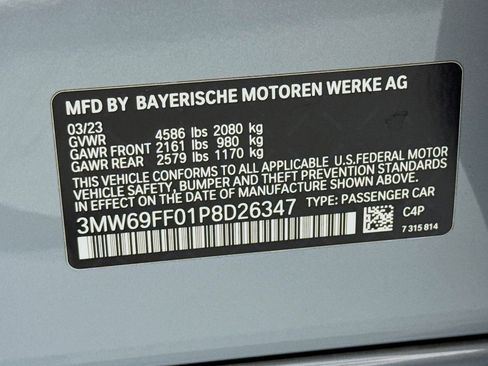 MFD BY BAYERISCHE MOTOREN WERKE AG
03/23
GVWR 4586 lbs 2080 kg
GAWR FRONT 2161 lbs 980 kg
GAWR REAR 2579 lbs 1170 kg
THIS VEHICLE CONFORMS TO ALL APPLICABLE U.S.FEDERAL MOTOR
VEHICLE SAFETY, BUMPER, AND THEFT PREVENTION STANDARDS
IN EFFECT ON THE DATE OF MANUFACTURE SHOWN ABOVE.
3MW69FF01P8D26347 TYPE: PASSENGER CAR
C4P
7 315 814